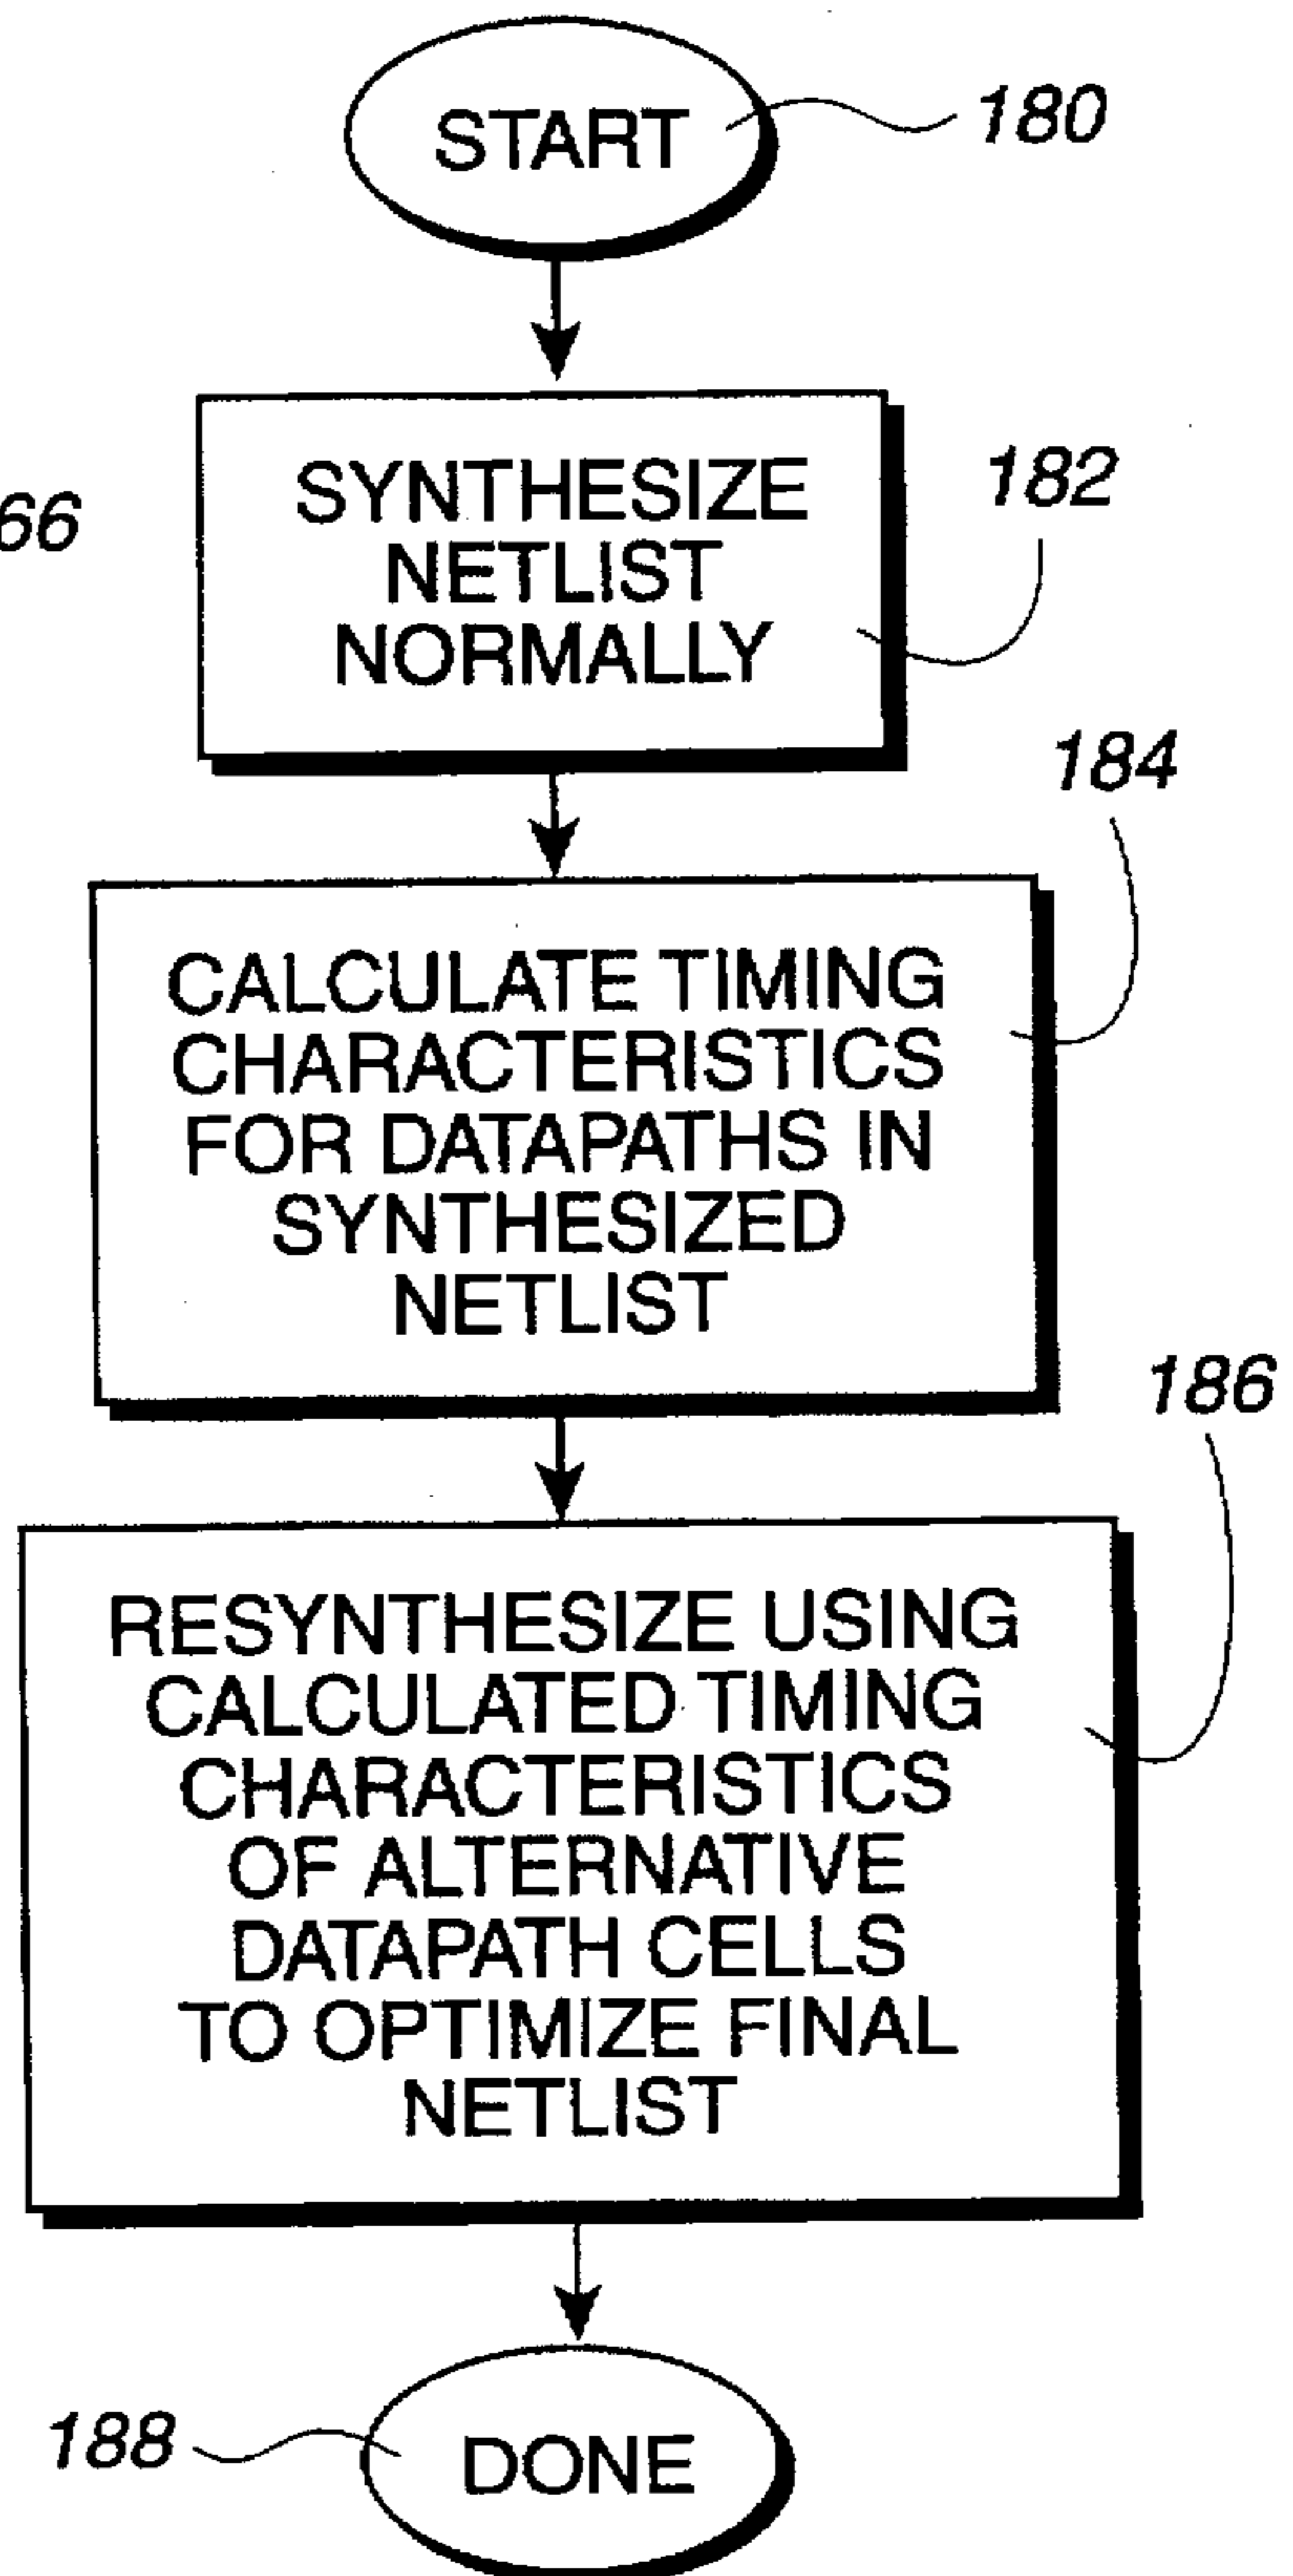 START
180
SYNTHESIZE
NETLIST
NORMALLY
182
66
184
CALCULATE TIMING
CHARACTERISTICS
FOR DATAPATHS IN
SYNTHESIZED
NETLIST
186
RESYNTHESIZE USING
CALCULATED TIMING
CHARACTERISTICS
OF ALTERNATIVE
DATAPATH CELLS
TO OPTIMIZE FINAL
NETLIST
188
DONE